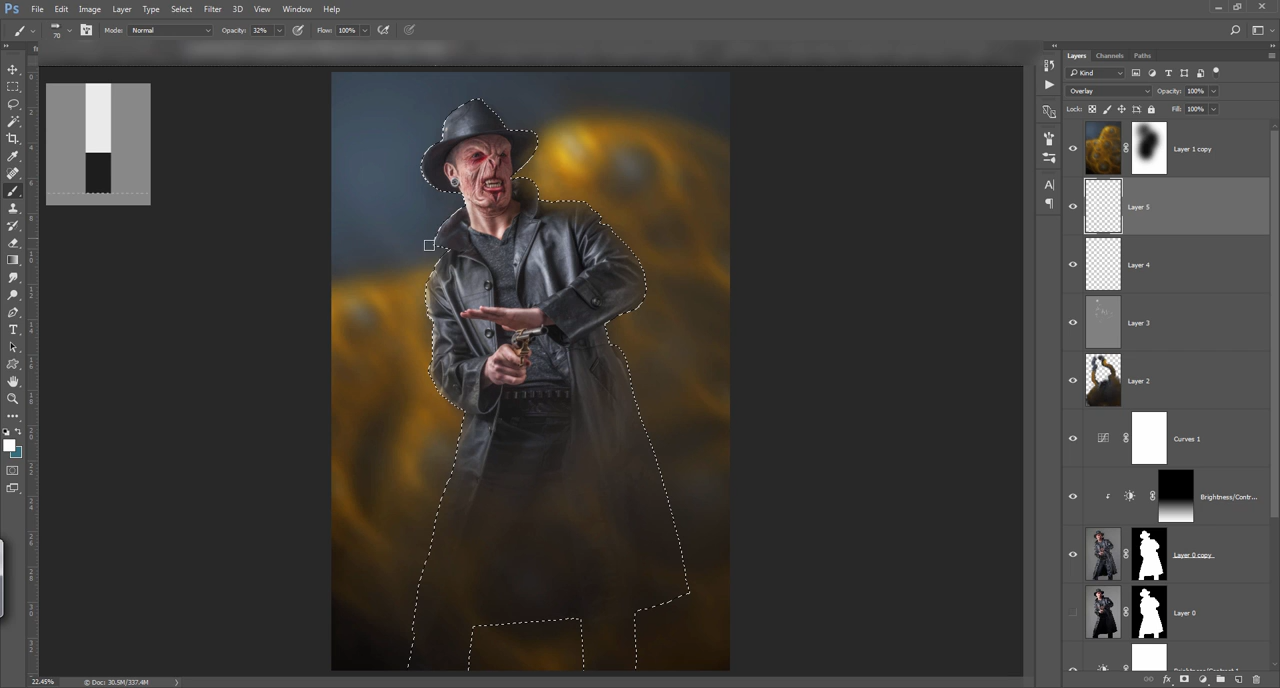 Ps File Edit Image Layer Type Select Filter 3D View Window Help
70 Mode: Normal Opacity: 32% Flow: 100%
Layers Channels Paths
Kind
Overlay Opacity: 100%
Lock: Fill: 100%
Layer 1 copy
Layer 5
Layer 4
Layer 3
Layer 2
Curves 1
Brightness/Contr...
Layer 0 copy
Layer 0
22.45% © Doc: 30.5M/337.4M